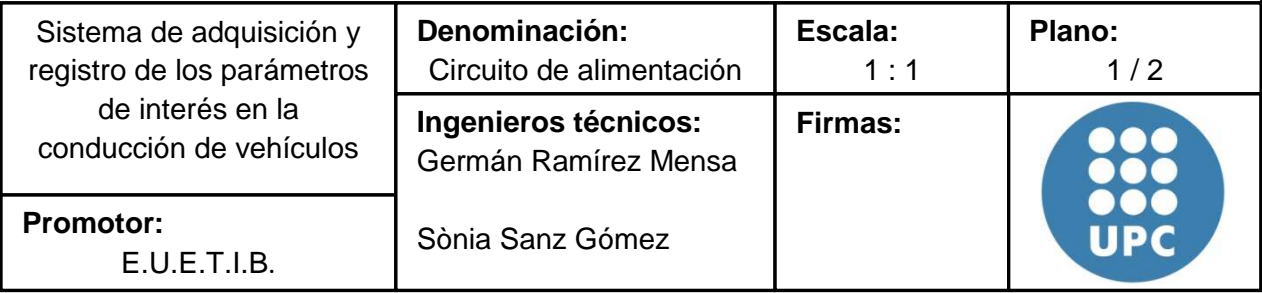 Sistema de adquisición y
registro de los parámetros
de interés en la
conducción de vehículos
Promotor:
E.U.E.T.I.B.
Denominación:
Circuito de alimentación
Ingenieros técnicos:
Germán Ramírez Mensa
Sònia Sanz Gómez
Escala:
1 : 1
Firmas:
Plano:
1 / 2
UPC